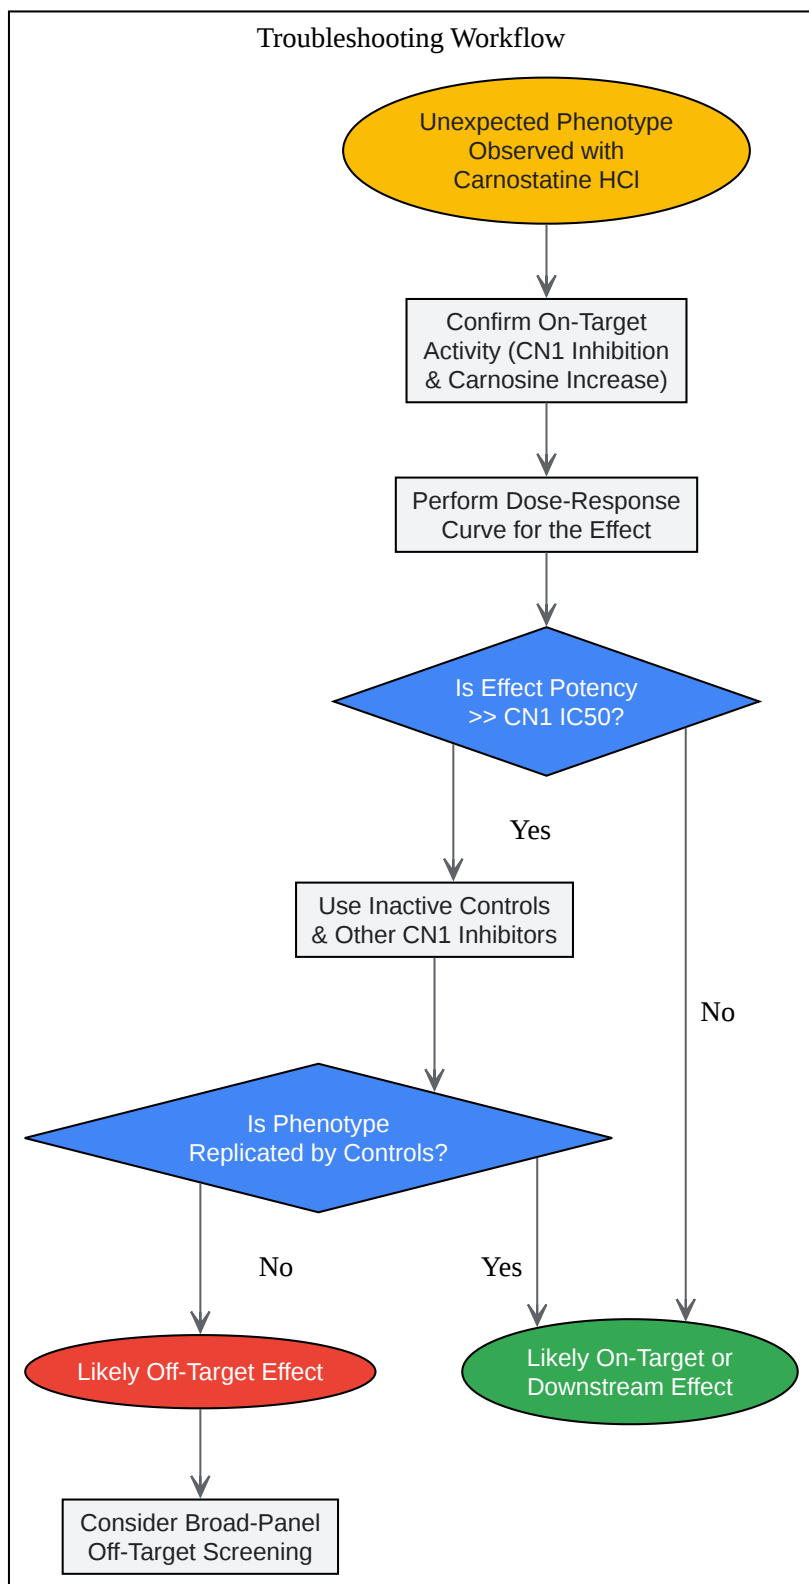 Troubleshooting Workflow
Unexpected Phenotype
Observed with
Carnostatine HCl
Confirm On-Target
Activity (CN1 Inhibition
& Carnosine Increase)
Perform Dose-Response
Curve for the Effect
Is Effect Potency
>> CN1 IC50?
Yes
Use Inactive Controls
& Other CN1 Inhibitors
No
Is Phenotype
Replicated by Controls?
No
Yes
Likely Off-Target Effect
Likely On-Target or
Downstream Effect
Consider Broad-Panel
Off-Target Screening